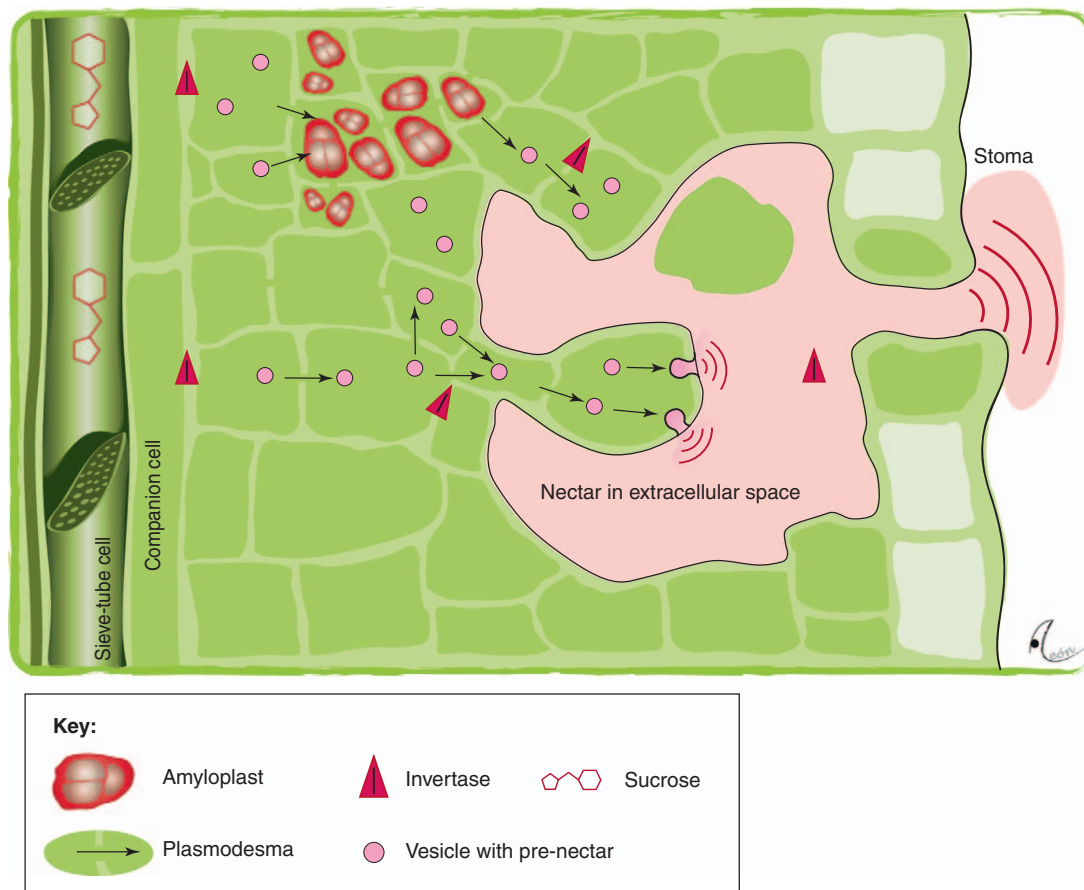 Stoma
Nectar in extracellular space
Companion cell
Sieve-tube cell
Key:
Amyloplast
Invertase
Sucrose
Plasmodesma
Vesicle with pre-nectar